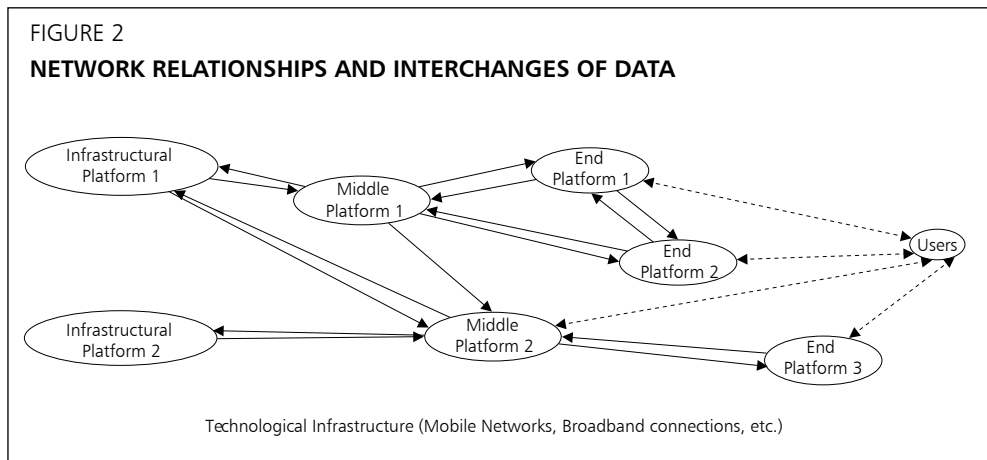 FIGURE 2
NETWORK RELATIONSHIPS AND INTERCHANGES OF DATA
Infrastructural
Platform 1
Middle
Platform 1
End
Platform 1
End
Platform 2
Users
Infrastructural
Platform 2
Middle
Platform 2
End
Platform 3
Technological Infrastructure (Mobile Networks, Broadband connections, etc.)